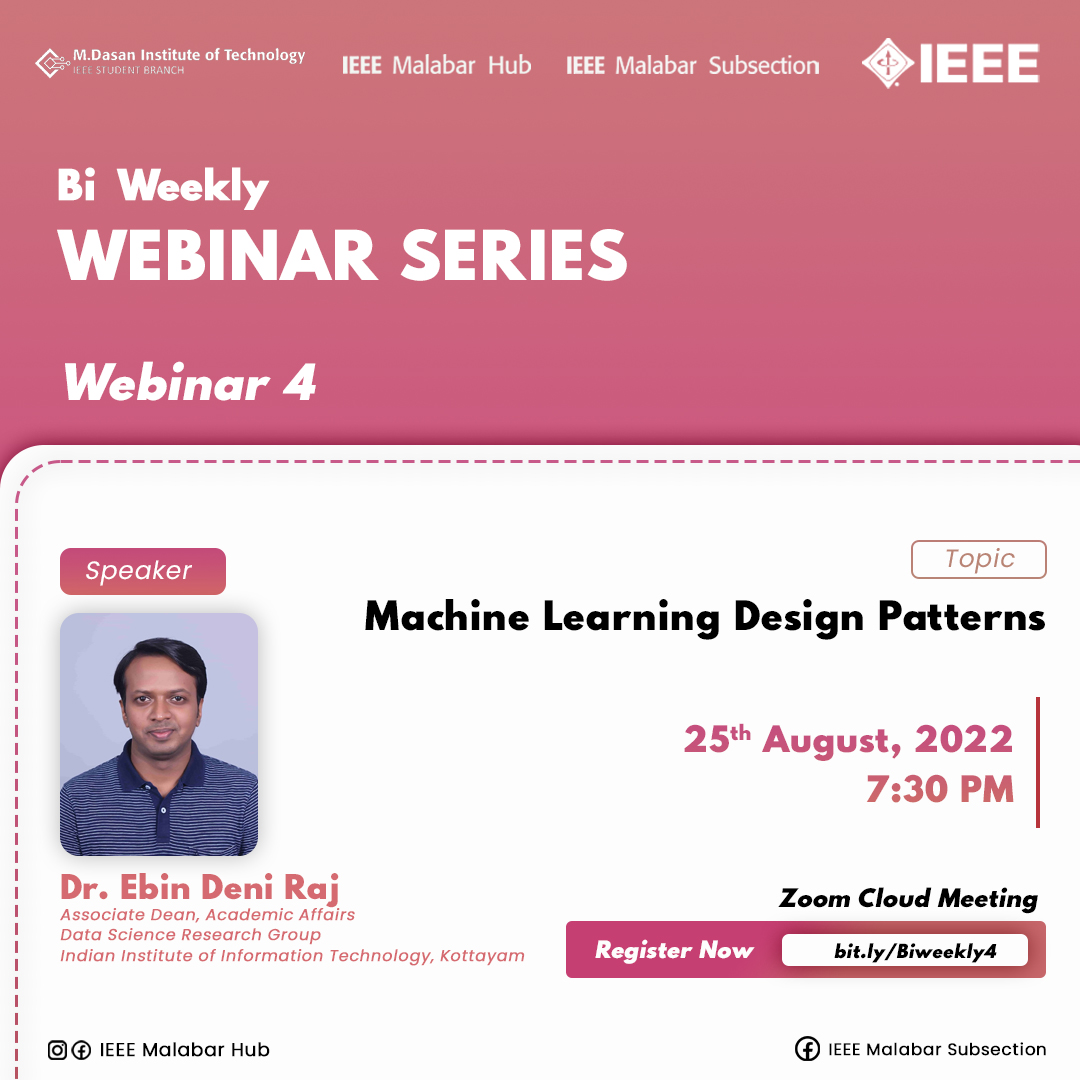 M.Dasan Institute of Technology
IEEE STUDENT BRANCH
IEEE Malabar Hub
IEEE Malabar Subsection
IEEE
Bi Weekly
WEBINAR SERIES
Webinar 4
Speaker
Topic
Machine Learning Design Patterns
25th August, 2022
7:30 PM
Dr. Ebin Deni Raj
Associate Dean, Academic Affairs
Data Science Research Group
Indian Institute of Information Technology, Kottayam
Zoom Cloud Meeting
Register Now
bit.ly/Biweekly4
IEEE Malabar Hub
IEEE Malabar Subsection